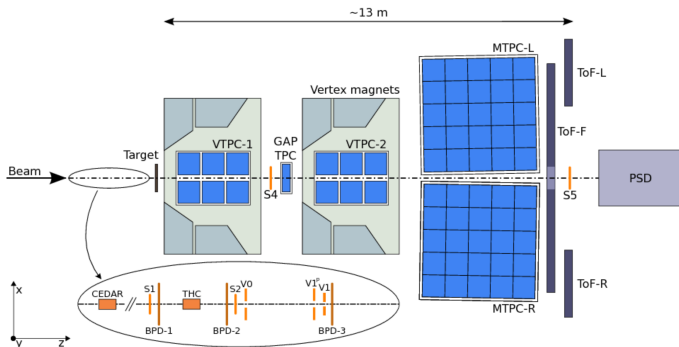 ~13 m
MTPC-L
ToF-L
Vertex magnets
ToF-F
VTPC-1
GAP
TPC
VTPC-2
Target
Beam
S4
S5
PSD
x
y
z
CEDAR
S1
THC
S2
V0
V1ᵖ
V1
BPD-1
BPD-2
BPD-3
MTPC-R
ToF-R